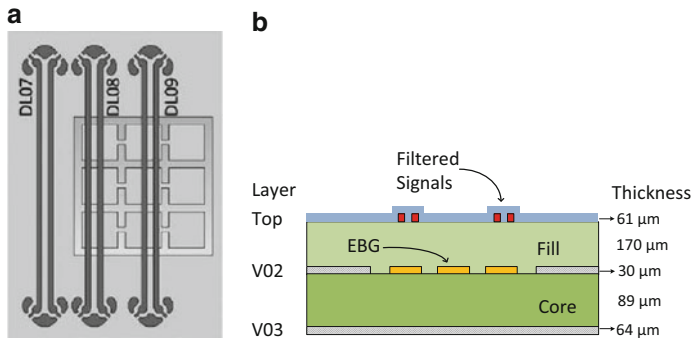 a
DL07
DL08
DL09
b
Filtered
Signals
Layer
Thickness
Top
61 µm
Fill
170 µm
EBG
V02
30 µm
Core
89 µm
V03
64 µm